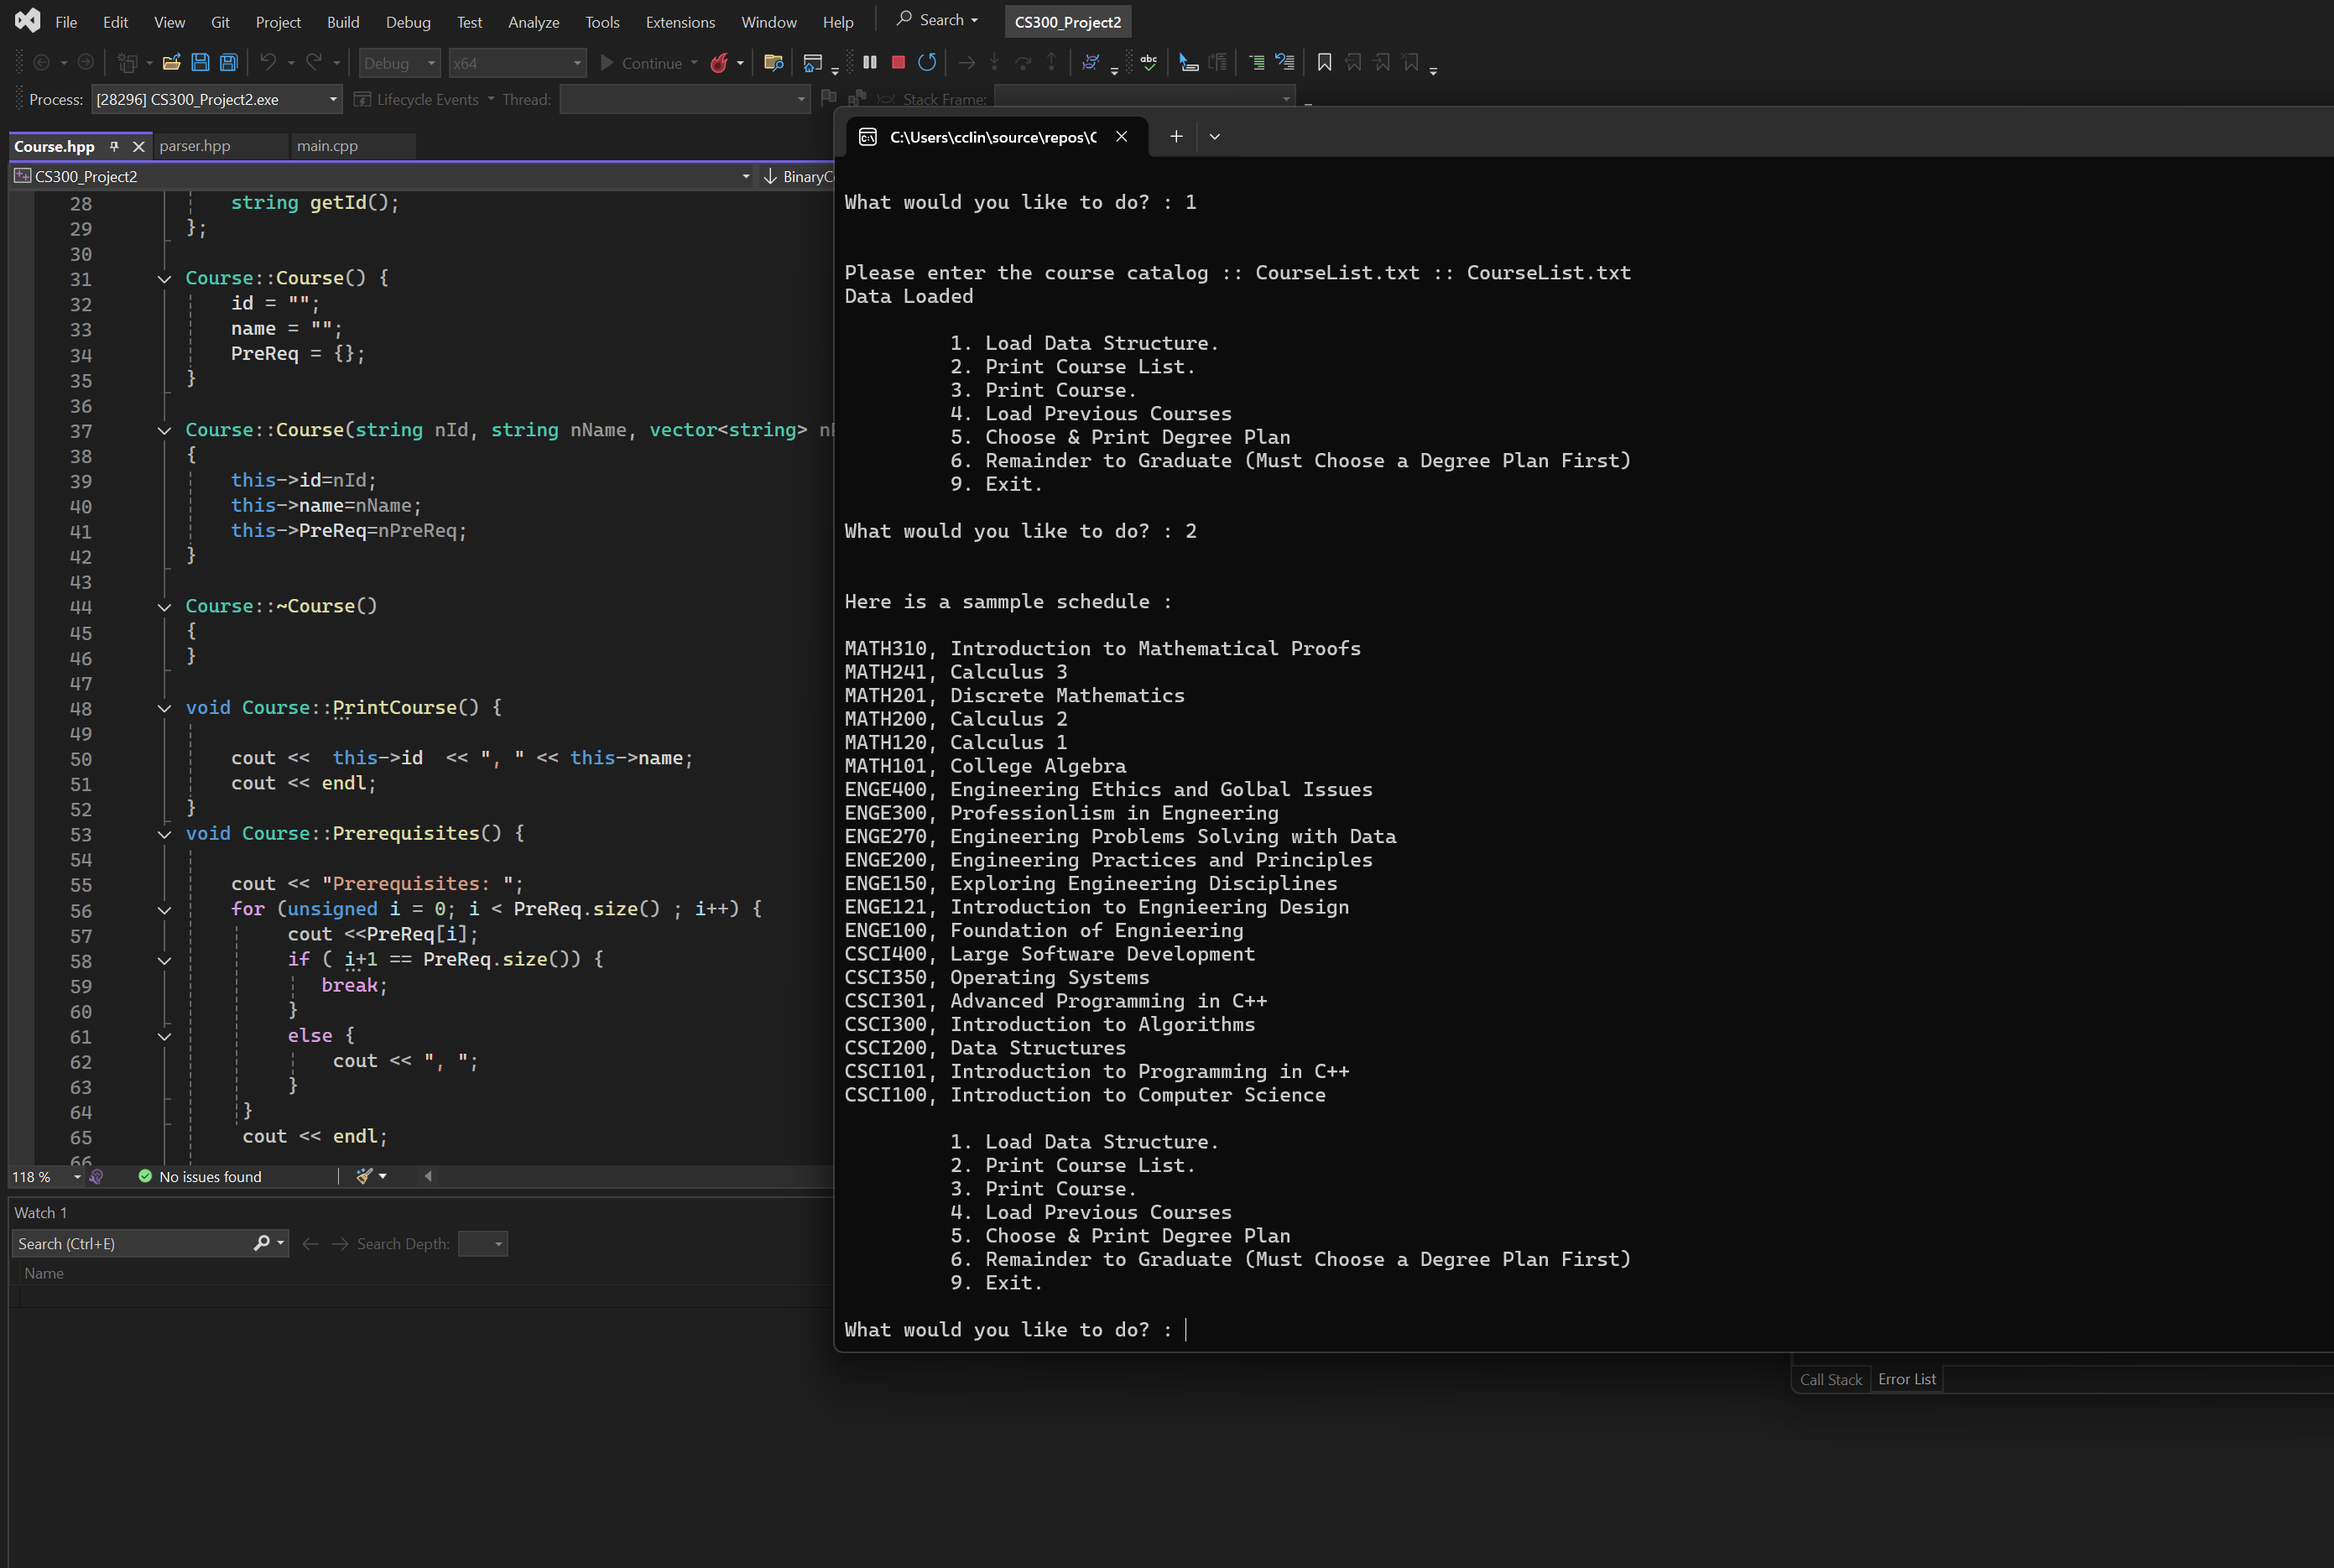 File Edit View Git Project Build Debug Test Analyze Tools Extensions Window Help Search CS300_Project2
Debug x64 Continue
Process: [28296] CS300_Project2.exe Lifecycle Events Thread: Stack Frame:
Course.hpp parser.hpp main.cpp
CS300_Project2
28 string getId();
29 };
30
31 Course::Course() {
32 id = "";
33 name = "";
34 PreReq = {};
35 }
36
37 Course::Course(string nId, string nName, vector<string>
38 {
39 this->id=nId;
40 this->name=nName;
41 this->PreReq=nPreReq;
42 }
43
44 Course::~Course()
45 {
46 }
47
48 void Course::PrintCourse() {
49
50 cout << this->id << ", " << this->name;
51 cout << endl;
52 }
53 void Course::Prerequisites() {
54
55 cout << "Prerequisites: ";
56 for (unsigned i = 0; i < PreReq.size() ; i++) {
57 cout <<PreReq[i];
58 if ( i+1 == PreReq.size()) {
59 break;
60 }
61 else {
62 cout << ", ";
63 }
64 }
65 cout << endl;
66
118 % No issues found
Watch 1
Search (Ctrl+E) Search Depth:
Name
C:\Users\cclin\source\repos\C
What would you like to do? : 1
Please enter the course catalog :: CourseList.txt :: CourseList.txt
Data Loaded
1. Load Data Structure.
2. Print Course List.
3. Print Course.
4. Load Previous Courses
5. Choose & Print Degree Plan
6. Remainder to Graduate (Must Choose a Degree Plan First)
9. Exit.
What would you like to do? : 2
Here is a sammple schedule :
MATH310, Introduction to Mathematical Proofs
MATH241, Calculus 3
MATH201, Discrete Mathematics
MATH200, Calculus 2
MATH120, Calculus 1
MATH101, College Algebra
ENGE400, Engineering Ethics and Golbal Issues
ENGE300, Professionlism in Engneering
ENGE270, Engineering Problems Solving with Data
ENGE200, Engineering Practices and Principles
ENGE150, Exploring Engineering Disciplines
ENGE121, Introduction to Engnieering Design
ENGE100, Foundation of Engnieering
CSCI400, Large Software Development
CSCI350, Operating Systems
CSCI301, Advanced Programming in C++
CSCI300, Introduction to Algorithms
CSCI200, Data Structures
CSCI101, Introduction to Programming in C++
CSCI100, Introduction to Computer Science
1. Load Data Structure.
2. Print Course List.
3. Print Course.
4. Load Previous Courses
5. Choose & Print Degree Plan
6. Remainder to Graduate (Must Choose a Degree Plan First)
9. Exit.
What would you like to do? :
Call Stack Error List